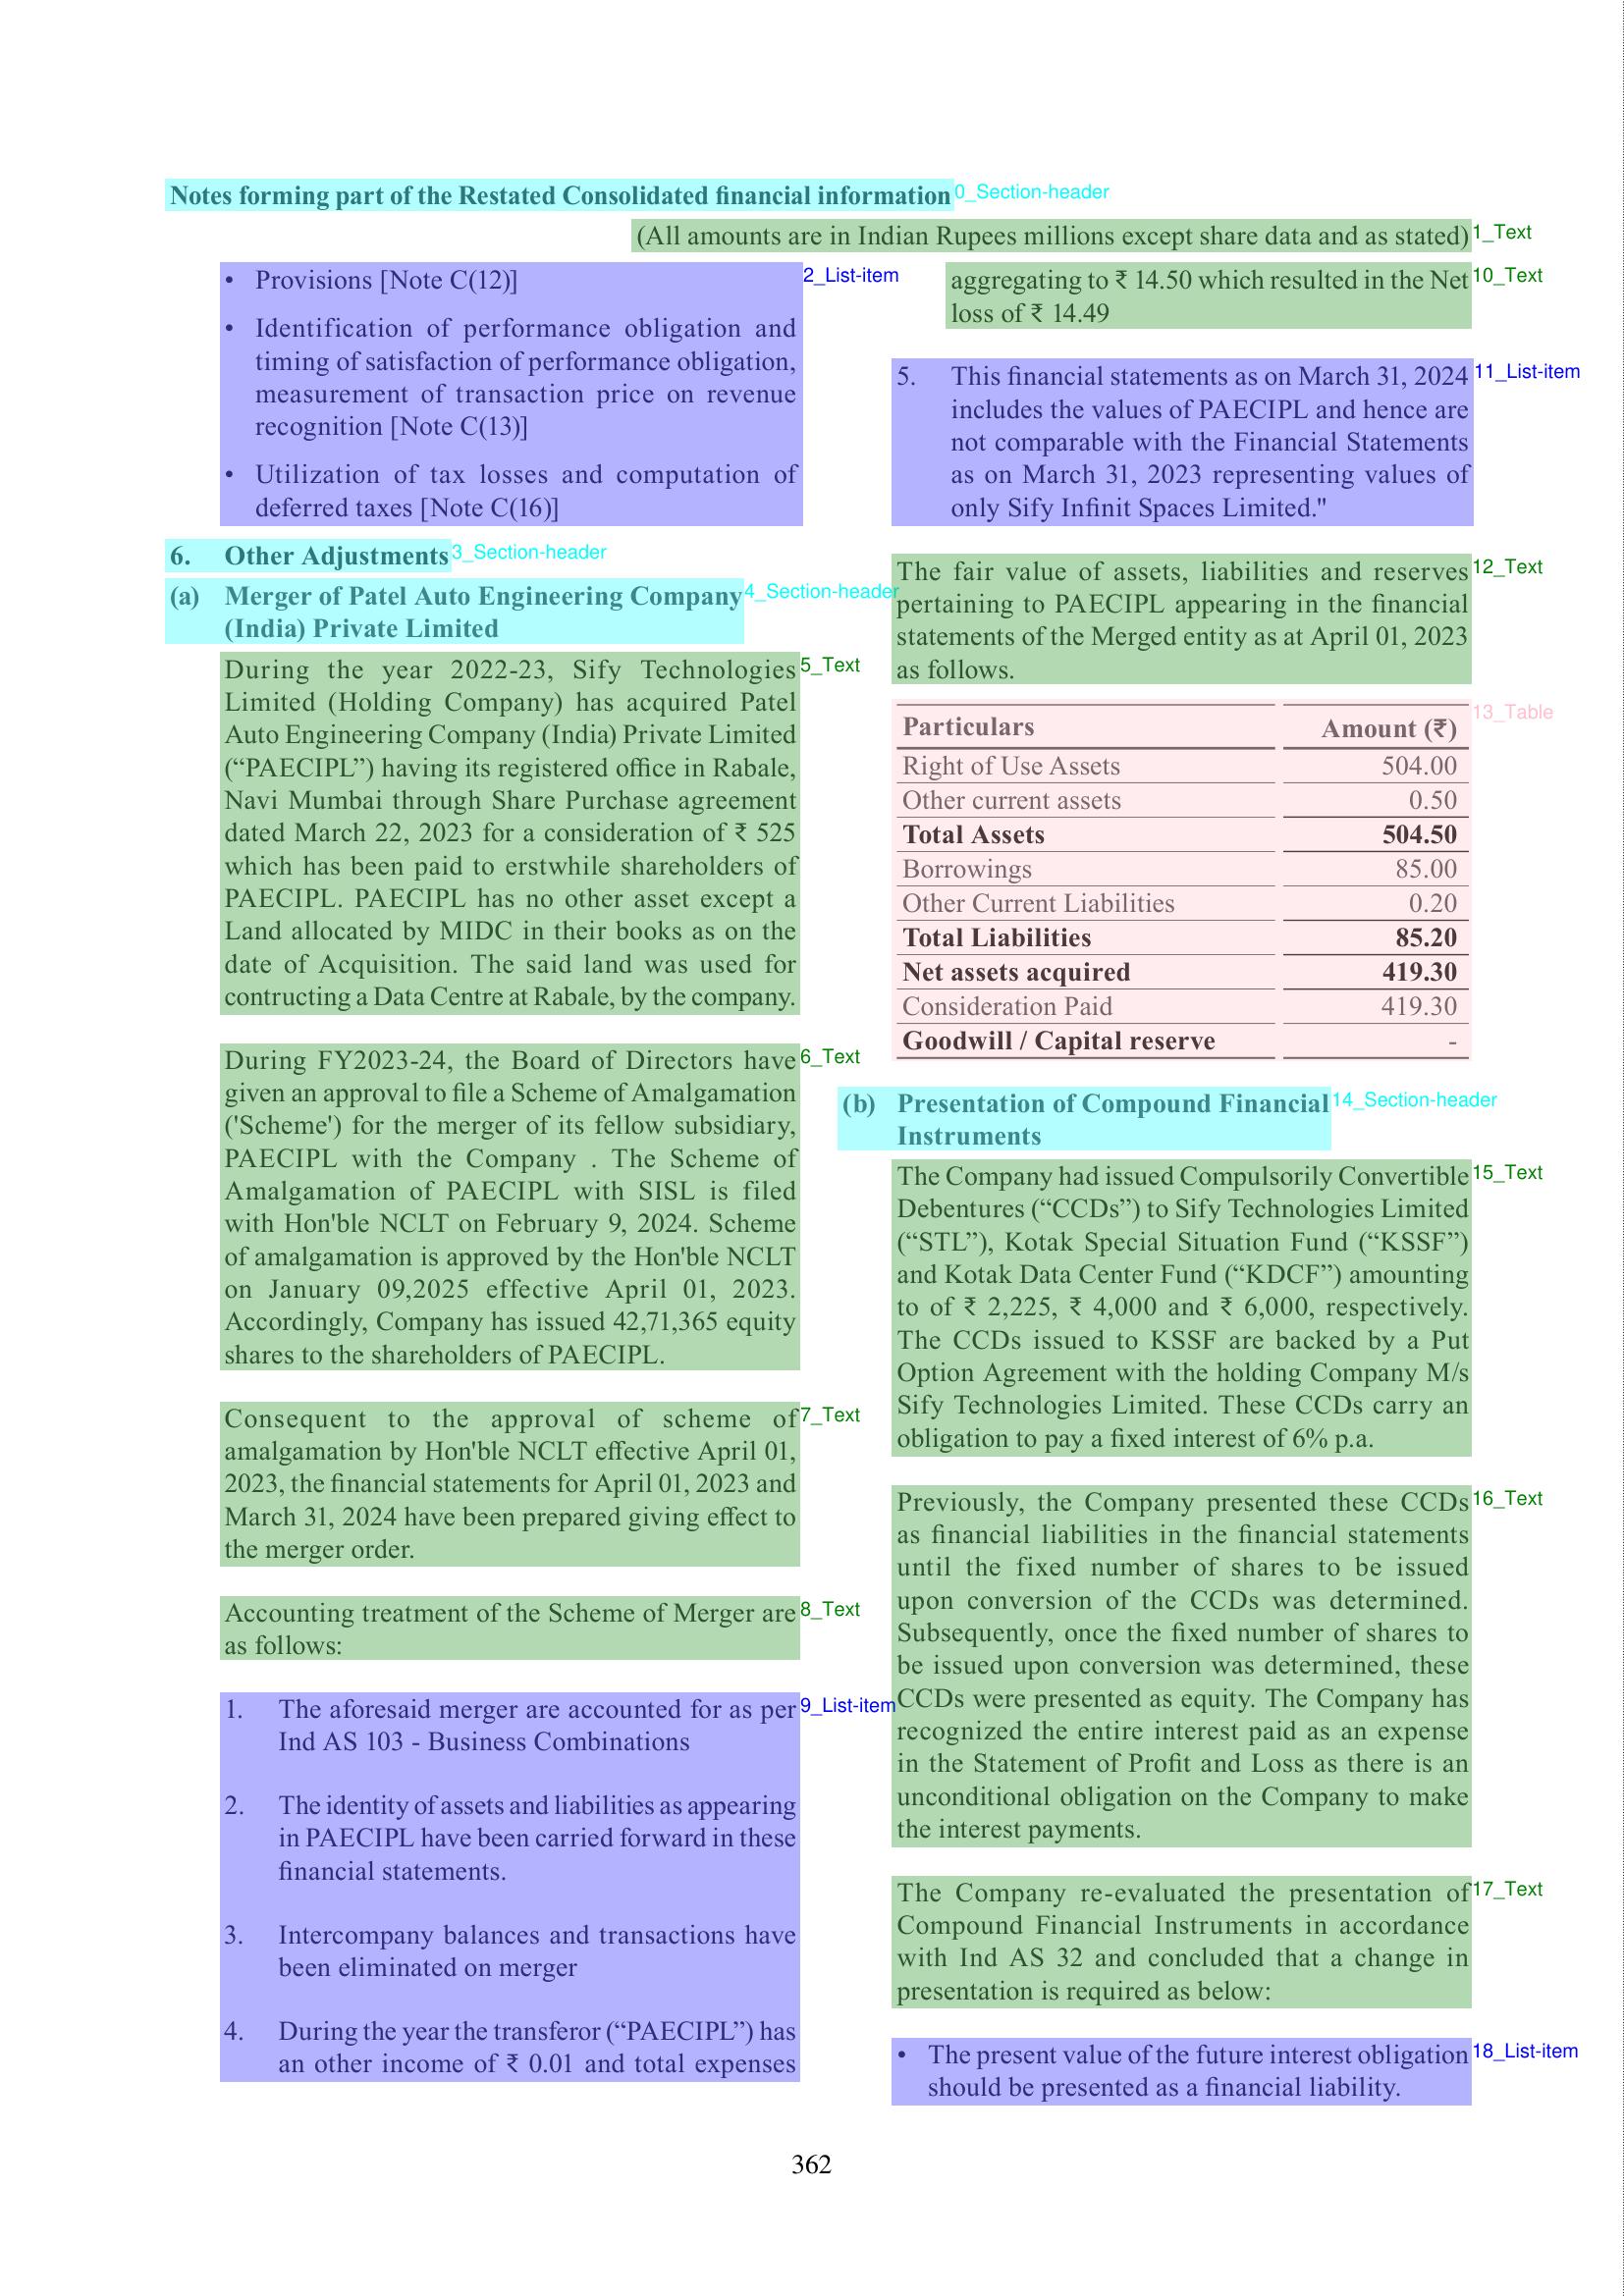 Notes forming part of the Restated Consolidated financial information
0_Section-header
(All amounts are in Indian Rupees millions except share data and as stated)
1_Text
• Provisions [Note C(12)]
2_List-item
• Identification of performance obligation and
timing of satisfaction of performance obligation,
measurement of transaction price on revenue
recognition [Note C(13)]
• Utilization of tax losses and computation of
deferred taxes [Note C(16)]
6. Other Adjustments
3_Section-header
(a) Merger of Patel Auto Engineering Company
4_Section-header
(India) Private Limited
During the year 2022-23, Sify Technologies
5_Text
Limited (Holding Company) has acquired Patel
Auto Engineering Company (India) Private Limited
(“PAECIPL”) having its registered office in Rabale,
Navi Mumbai through Share Purchase agreement
dated March 22, 2023 for a consideration of ₹ 525
which has been paid to erstwhile shareholders of
PAECIPL. PAECIPL has no other asset except a
Land allocated by MIDC in their books as on the
date of Acquisition. The said land was used for
contructing a Data Centre at Rabale, by the company.
During FY2023-24, the Board of Directors have
6_Text
given an approval to file a Scheme of Amalgamation
('Scheme') for the merger of its fellow subsidiary,
PAECIPL with the Company . The Scheme of
Amalgamation of PAECIPL with SISL is filed
with Hon'ble NCLT on February 9, 2024. Scheme
of amalgamation is approved by the Hon'ble NCLT
on January 09,2025 effective April 01, 2023.
Accordingly, Company has issued 42,71,365 equity
shares to the shareholders of PAECIPL.
Consequent to the approval of scheme of
7_Text
amalgamation by Hon'ble NCLT effective April 01,
2023, the financial statements for April 01, 2023 and
March 31, 2024 have been prepared giving effect to
the merger order.
Accounting treatment of the Scheme of Merger are
8_Text
as follows:
1. The aforesaid merger are accounted for as per
9_List-item
Ind AS 103 - Business Combinations
2. The identity of assets and liabilities as appearing
in PAECIPL have been carried forward in these
financial statements.
3. Intercompany balances and transactions have
been eliminated on merger
4. During the year the transferor (“PAECIPL”) has
an other income of ₹ 0.01 and total expenses
aggregating to ₹ 14.50 which resulted in the Net
10_Text
loss of ₹ 14.49
5. This financial statements as on March 31, 2024
11_List-item
includes the values of PAECIPL and hence are
not comparable with the Financial Statements
as on March 31, 2023 representing values of
only Sify Infinit Spaces Limited."
The fair value of assets, liabilities and reserves
12_Text
pertaining to PAECIPL appearing in the financial
statements of the Merged entity as at April 01, 2023
as follows.
13_Table
Particulars Amount (₹)
Right of Use Assets 504.00
Other current assets 0.50
Total Assets 504.50
Borrowings 85.00
Other Current Liabilities 0.20
Total Liabilities 85.20
Net assets acquired 419.30
Consideration Paid 419.30
Goodwill / Capital reserve -
(b) Presentation of Compound Financial
14_Section-header
Instruments
The Company had issued Compulsorily Convertible
15_Text
Debentures (“CCDs”) to Sify Technologies Limited
(“STL”), Kotak Special Situation Fund (“KSSF”)
and Kotak Data Center Fund (“KDCF”) amounting
to of ₹ 2,225, ₹ 4,000 and ₹ 6,000, respectively.
The CCDs issued to KSSF are backed by a Put
Option Agreement with the holding Company M/s
Sify Technologies Limited. These CCDs carry an
obligation to pay a fixed interest of 6% p.a.
Previously, the Company presented these CCDs
16_Text
as financial liabilities in the financial statements
until the fixed number of shares to be issued
upon conversion of the CCDs was determined.
Subsequently, once the fixed number of shares to
be issued upon conversion was determined, these
CCDs were presented as equity. The Company has
recognized the entire interest paid as an expense
in the Statement of Profit and Loss as there is an
unconditional obligation on the Company to make
the interest payments.
The Company re-evaluated the presentation of
17_Text
Compound Financial Instruments in accordance
with Ind AS 32 and concluded that a change in
presentation is required as below:
• The present value of the future interest obligation
18_List-item
should be presented as a financial liability.
362